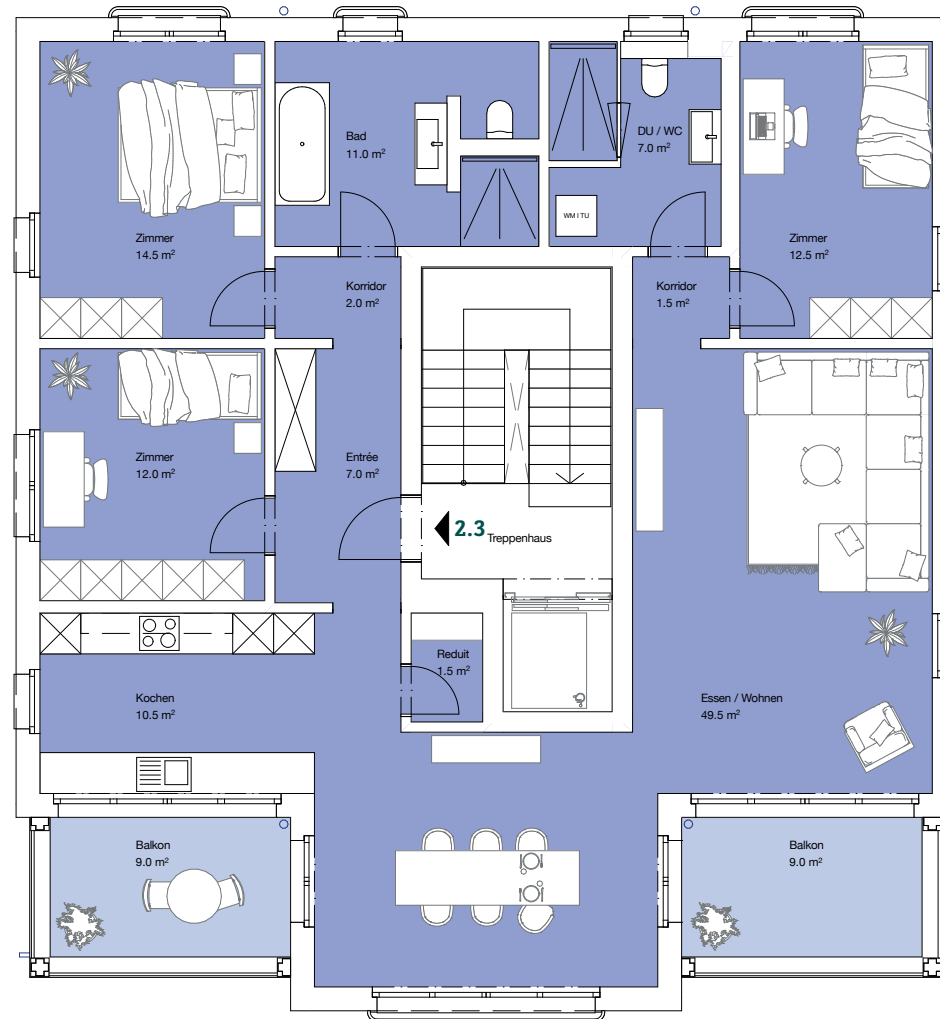 Bad
11.0 m²
DU / WC
7.0 m²
WM I TU
Zimmer
14.5 m²
Zimmer
12.5 m²
Korridor
2.0 m²
Korridor
1.5 m²
Zimmer
12.0 m²
Entrée
7.0 m²
2.3
Treppenhaus
Reduit
1.5 m²
Kochen
10.5 m²
Essen / Wohnen
49.5 m²
Balkon
9.0 m²
Balkon
9.0 m²